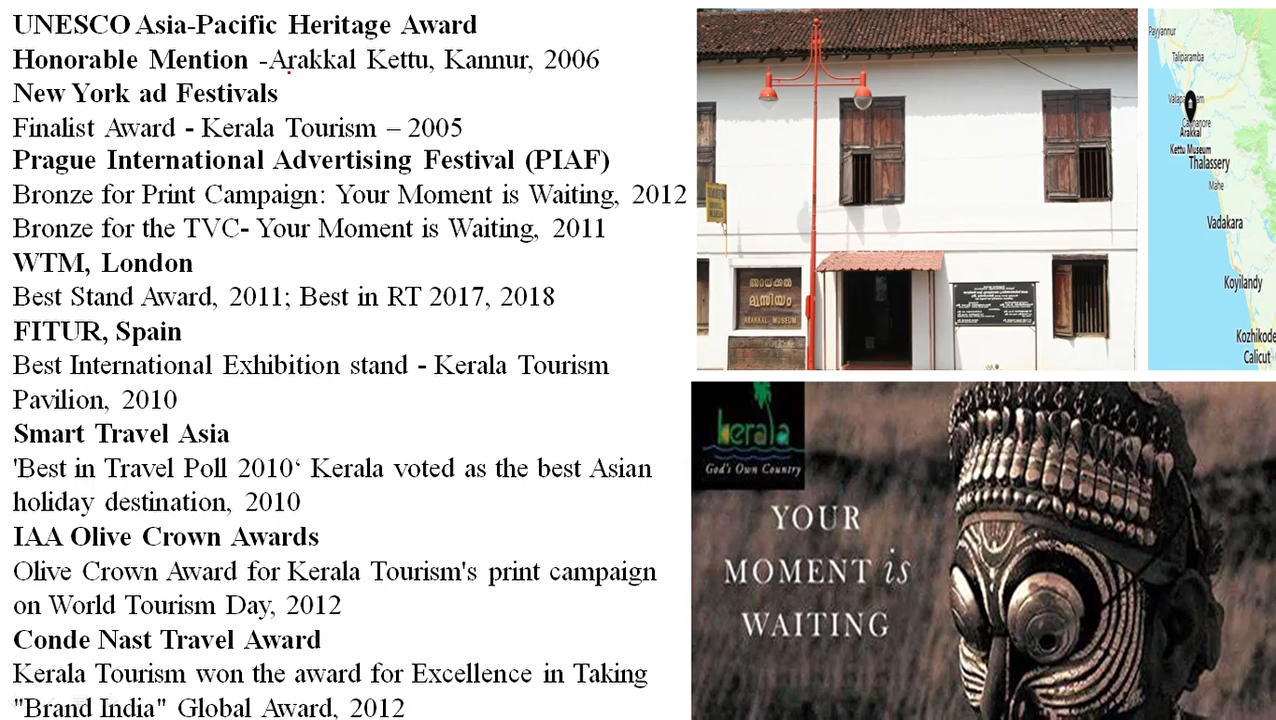 UNESCO Asia-Pacific Heritage Award
Honorable Mention -Arakkal Kettu, Kannur, 2006
New York ad Festivals
Finalist Award - Kerala Tourism – 2005
Prague International Advertising Festival (PIAF)
Bronze for Print Campaign: Your Moment is Waiting, 2012
Bronze for the TVC- Your Moment is Waiting, 2011
WTM, London
Best Stand Award, 2011; Best in RT 2017, 2018
FITUR, Spain
Best International Exhibition stand - Kerala Tourism
Pavilion, 2010
Smart Travel Asia
'Best in Travel Poll 2010‘ Kerala voted as the best Asian
holiday destination, 2010
IAA Olive Crown Awards
Olive Crown Award for Kerala Tourism's print campaign
on World Tourism Day, 2012
Conde Nast Travel Award
Kerala Tourism won the award for Excellence in Taking
"Brand India" Global Award, 2012
അറയ്ക്കൽ
മ്യൂസിയം
ARAKKAL MUSEUM
Payyannur
Taliparamba
Arakkal
Kettu Museum
Thalassery
Mahe
Vadakara
Koyilandy
Kozhikode
Calicut
kerala
God's Own Country
YOUR
MOMENT is
WAITING